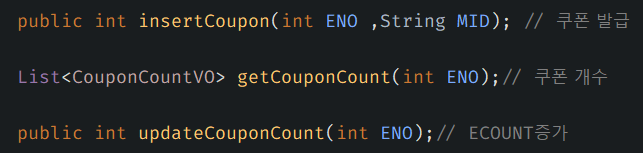 public int insertCoupon(int ENO ,String MID); // 쿠폰 발급
List<CouponCountVO> getCouponCount(int ENO);// 쿠폰 개수
public int updateCouponCount(int ENO);// ECOUNT증가